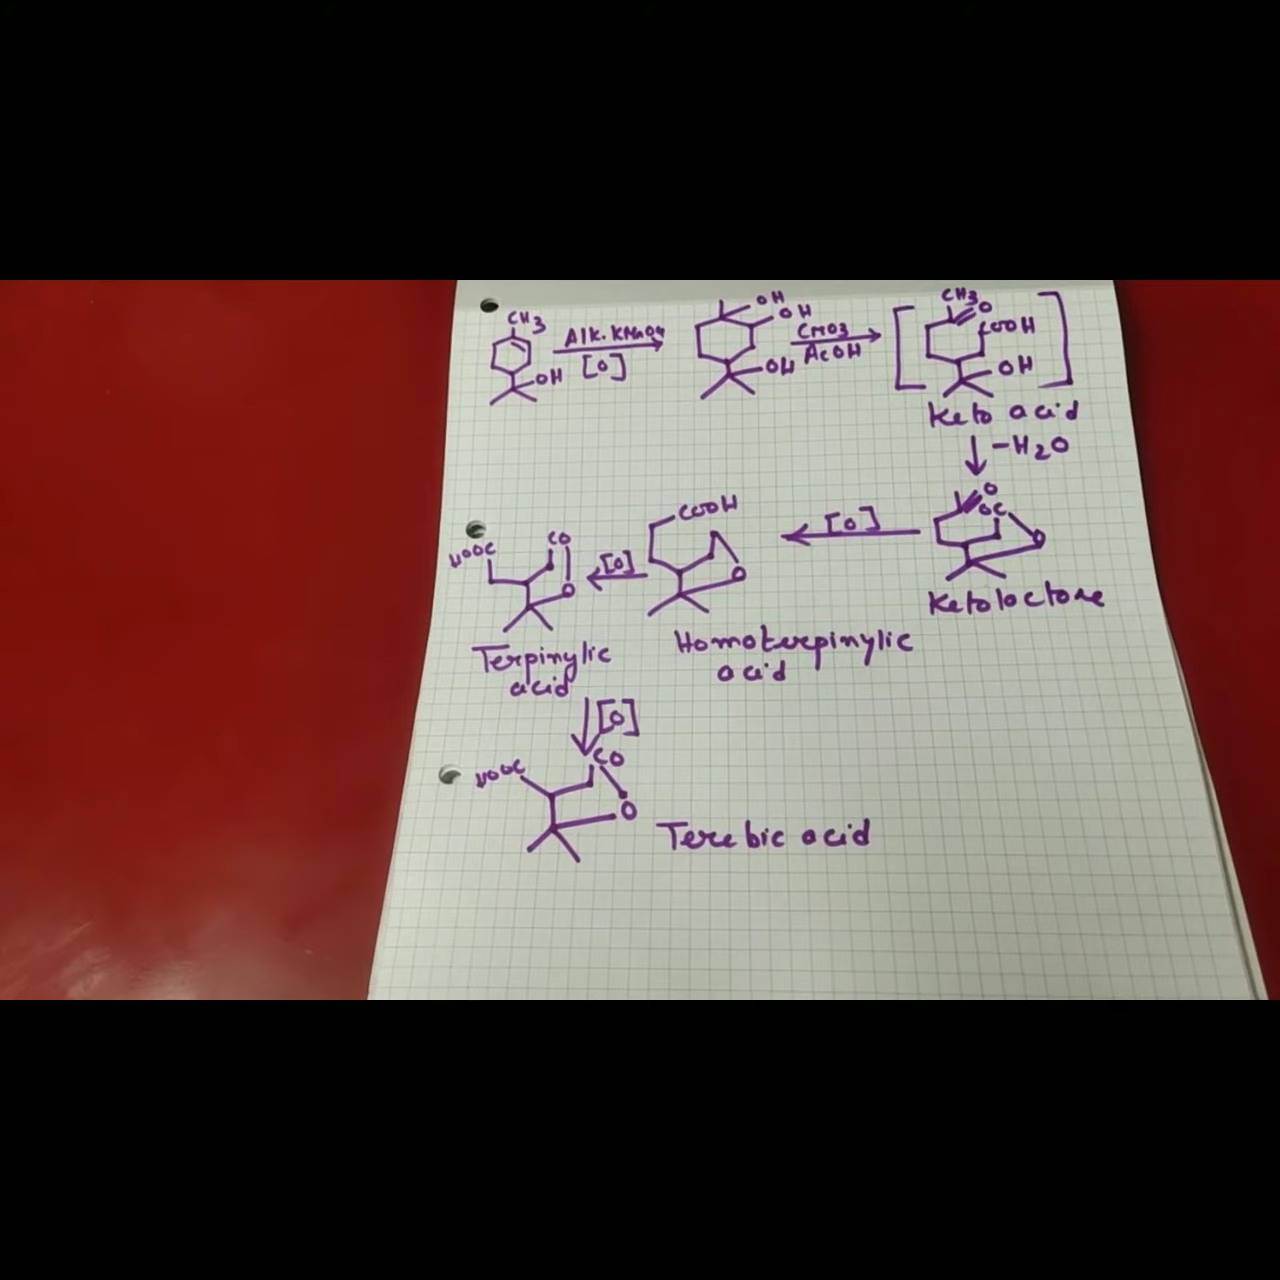 CH3
OH
Alk. KMnO4
[O]
OH
OH
OH
CrO3
AcOH
CH3
O
COOH
OH
Keto acid
-H2O
O
OC
O
Ketolactone
[O]
COOH
O
Homoterpinylic
acid
[O]
HOOC
CO
O
Terpinylic
acid
[O]
HOOC
CO
O
Terebic acid